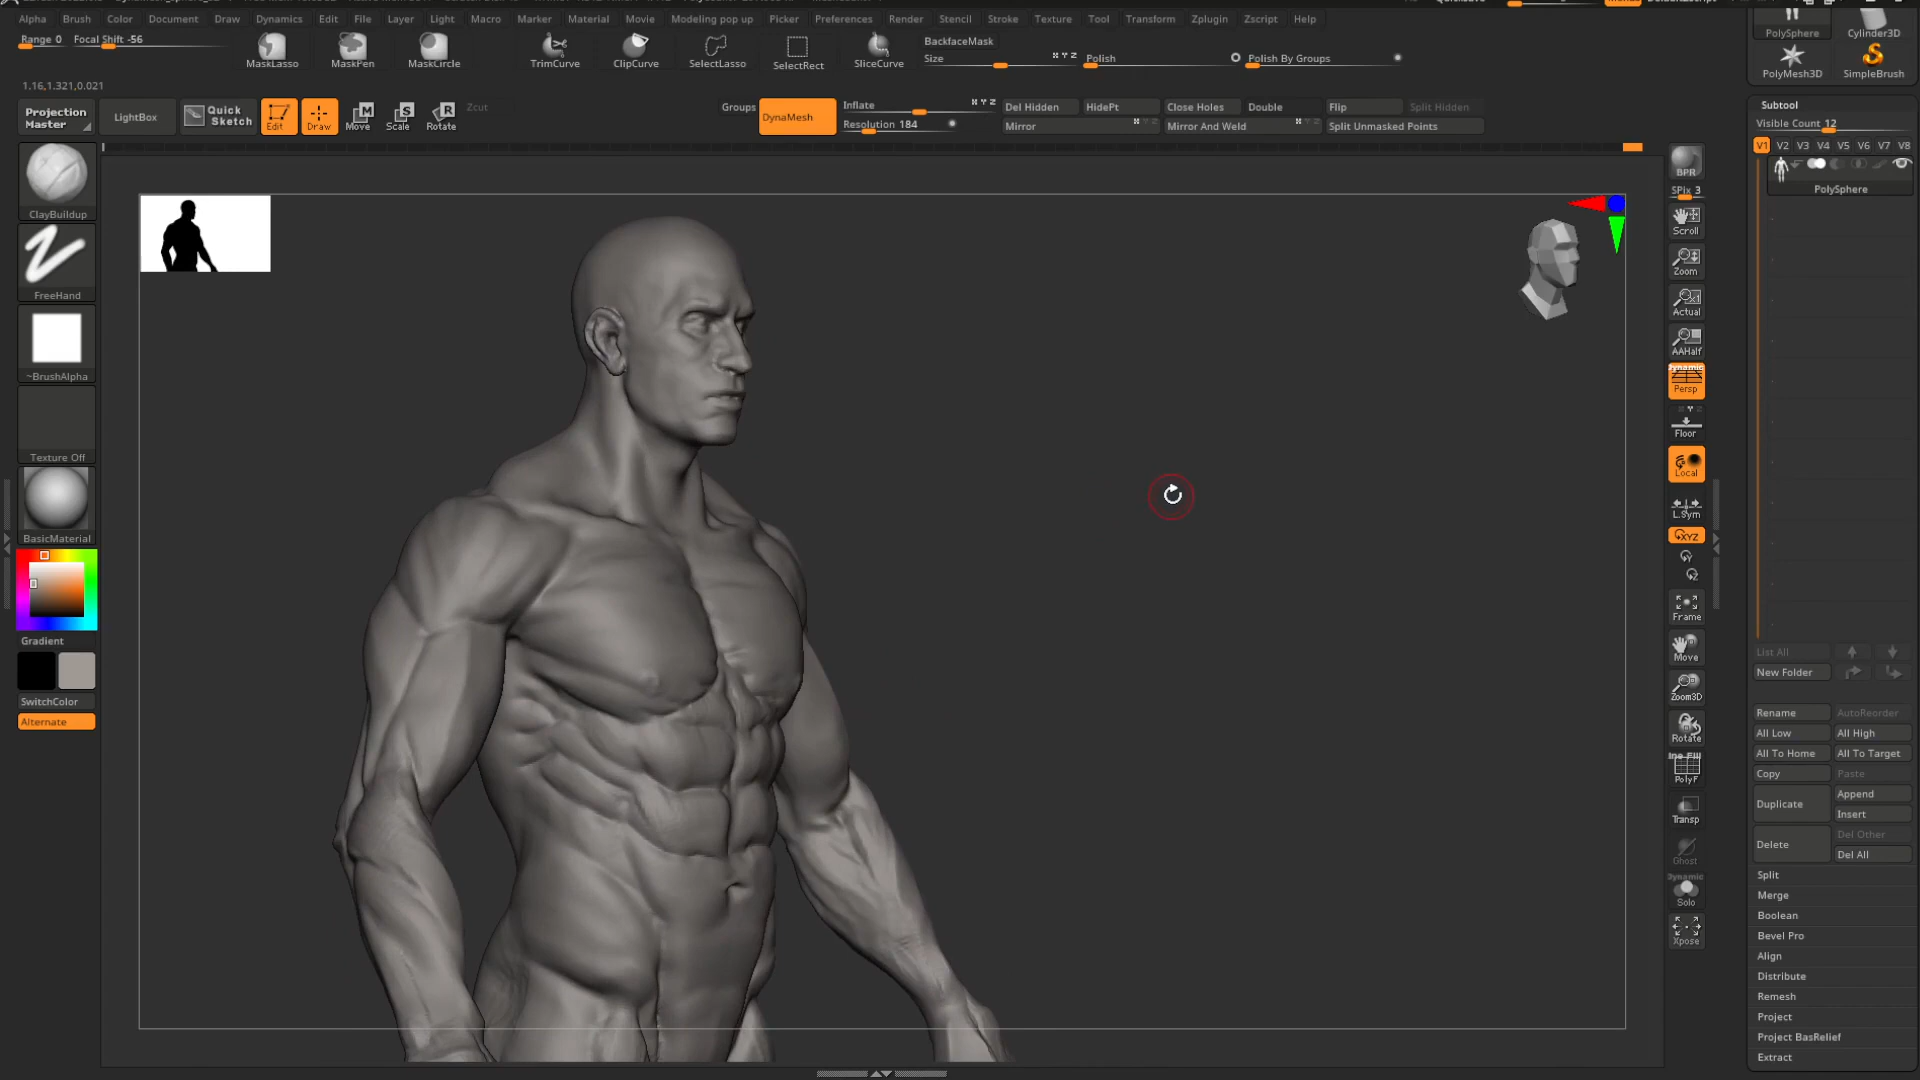 Alpha Brush Color Document Draw Dynamics Edit File Layer Light Macro Marker Material Movie Modeling pop up Picker Preferences Render Stencil Stroke Texture Tool Transform Zplugin Zscript Help
Range 0 Focal Shift -56
MaskLasso MaskPen MaskCircle TrimCurve ClipCurve SelectLasso SelectRect SliceCurve
BackfaceMask
Size X Y Z Polish Polish By Groups
PolySphere Cylinder3D
PolyMesh3D SimpleBrush
1.16,1.321,0.021
Projection Master
LightBox
Quick Sketch
Edit Draw Move Scale Rotate
Zcut
Groups DynaMesh
Inflate X Y Z
Resolution 184
Del Hidden HidePt Close Holes Double Flip Split Hidden
Mirror Mirror And Weld Split Unmasked Points
Subtool
Visible Count 12
V1 V2 V3 V4 V5 V6 V7 V8
PolySphere
ClayBuildup
FreeHand
~BrushAlpha
Texture Off
BasicMaterial
Gradient
SwitchColor
Alternate
BPR
SPix 3
Scroll
Zoom
Actual
AAHalf
Dynamic
Persp
Floor
Local
L.Sym
XYZ
Y
Z
Frame
Move
Zoom3D
Rotate
PolyF
Transp
Ghost
Dynamic
Solo
Xpose
List All
New Folder
Rename AutoReorder
All Low All High
All To Home All To Target
Copy Paste
Duplicate Append
Insert
Delete Del Other
Del All
Split
Merge
Boolean
Bevel Pro
Align
Distribute
Remesh
Project
Project BasRelief
Extract